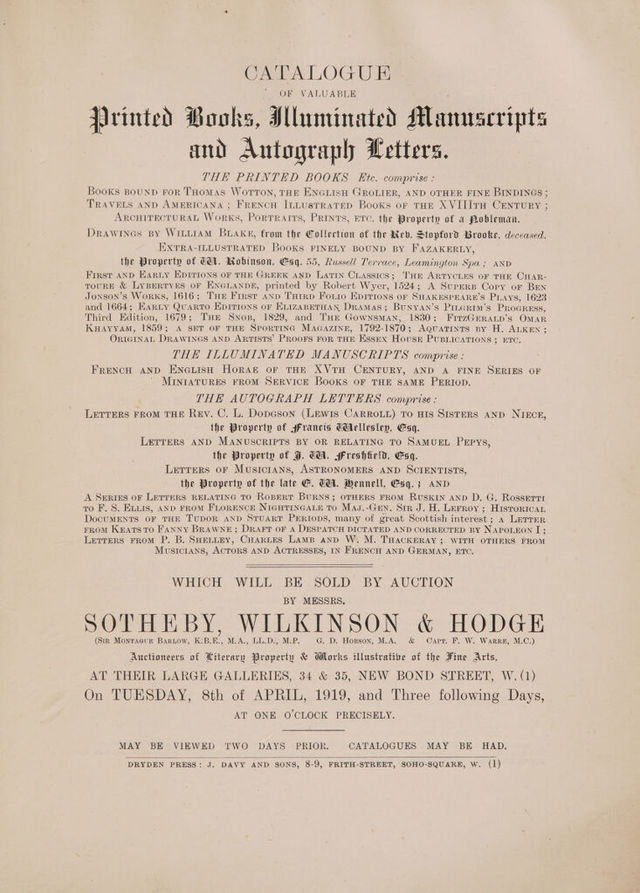 CATALOGUE
OF VALUABLE
Printed Books, Illuminated Manuscripts
and Autograph Letters.
THE PRINTED BOOKS Etc. comprise:
BOOKS BOUND FOR THOMAS WOTTON, THE ENGLISH GROLIER, AND OTHER FINE BINDINGS;
TRAVELS AND AMERICANA; FRENCH ILLUSTRATED BOOKS OF THE XVIIITH CENTURY;
ARCHITECTURAL WORKS, PORTRAITS, PRINTS, ETC. the Property of a Nobleman.
DRAWINGS BY WILLIAM BLAKE, from the Collection of the Rev. Stopford Brooke, deceased.
EXTRA-ILLUSTRATED BOOKS FINELY BOUND BY FAZAKERLY,
the Property of W. Robinson, Esq. 55, Russell Terrace, Leamington Spa; AND
FIRST AND EARLY EDITIONS OF THE GREEK AND LATIN CLASSICS; THE ARTYCLES OF THE CHAR-
TOURE & LYBERTYES OF ENGLANDE, printed by Robert Wyer, 1524; A SUPERB COPY OF BEN
JONSON'S WORKS, 1616; THE FIRST AND THIRD FOLIO EDITIONS OF SHAKESPEARE'S PLAYS, 1623
and 1664; EARLY QUARTO EDITIONS OF ELIZABETHAN DRAMAS; BUNYAN'S PILGRIM'S PROGRESS,
Third Edition, 1679; THE SNOB, 1829, and THE GOWNSMAN, 1830; FITZGERALD'S OMAR
KHAYYAM, 1859; A SET OF THE SPORTING MAGAZINE, 1792-1870; AQUATINTS BY H. ALKEN;
ORIGINAL DRAWINGS AND ARTISTS' PROOFS FOR THE ESSEX HOUSE PUBLICATIONS; ETC.
THE ILLUMINATED MANUSCRIPTS comprise:
FRENCH AND ENGLISH HORAE OF THE XVTH CENTURY, AND A FINE SERIES OF
MINIATURES FROM SERVICE BOOKS OF THE SAME PERIOD.
THE AUTOGRAPH LETTERS comprise:
LETTERS FROM THE REV. C. L. DODGSON (LEWIS CARROLL) TO HIS SISTERS AND NIECE,
the Property of Francis Wellesley, Esq.
LETTERS AND MANUSCRIPTS BY OR RELATING TO SAMUEL PEPYS,
the Property of J. W. Freshfield, Esq.
LETTERS OF MUSICIANS, ASTRONOMERS AND SCIENTISTS,
the Property of the late E. W. Hennell, Esq.; AND
A SERIES OF LETTERS RELATING TO ROBERT BURNS; OTHERS FROM RUSKIN AND D. G. ROSSETTI
TO F. S. ELLIS, AND FROM FLORENCE NIGHTINGALE TO MAJ.-GEN. SIR J. H. LEFROY; HISTORICAL
DOCUMENTS OF THE TUDOR AND STUART PERIODS, many of great Scottish interest; A LETTER
FROM KEATS TO FANNY BRAWNE; DRAFT OF A DESPATCH DICTATED AND CORRECTED BY NAPOLEON I;
LETTERS FROM P. B. SHELLEY, CHARLES LAMB AND W. M. THACKERAY; WITH OTHERS FROM
MUSICIANS, ACTORS AND ACTRESSES, IN FRENCH AND GERMAN, ETC.
WHICH WILL BE SOLD BY AUCTION
BY MESSRS.
SOTHEBY, WILKINSON & HODGE
(SIR MONTAGUE BARLOW, K.B.E., M.A., LL.D., M.P. G. D. HOBSON, M.A. & CAPT. F. W. WARRE, M.C.)
Auctioneers of Literary Property & Works illustrative of the Fine Arts,
AT THEIR LARGE GALLERIES, 34 & 35, NEW BOND STREET, W.(1)
On TUESDAY, 8th of APRIL, 1919, and Three following Days,
AT ONE O'CLOCK PRECISELY.
MAY BE VIEWED TWO DAYS PRIOR. CATALOGUES MAY BE HAD.
DRYDEN PRESS: J. DAVY AND SONS, 8-9, FRITH-STREET, SOHO-SQUARE, W. (1)